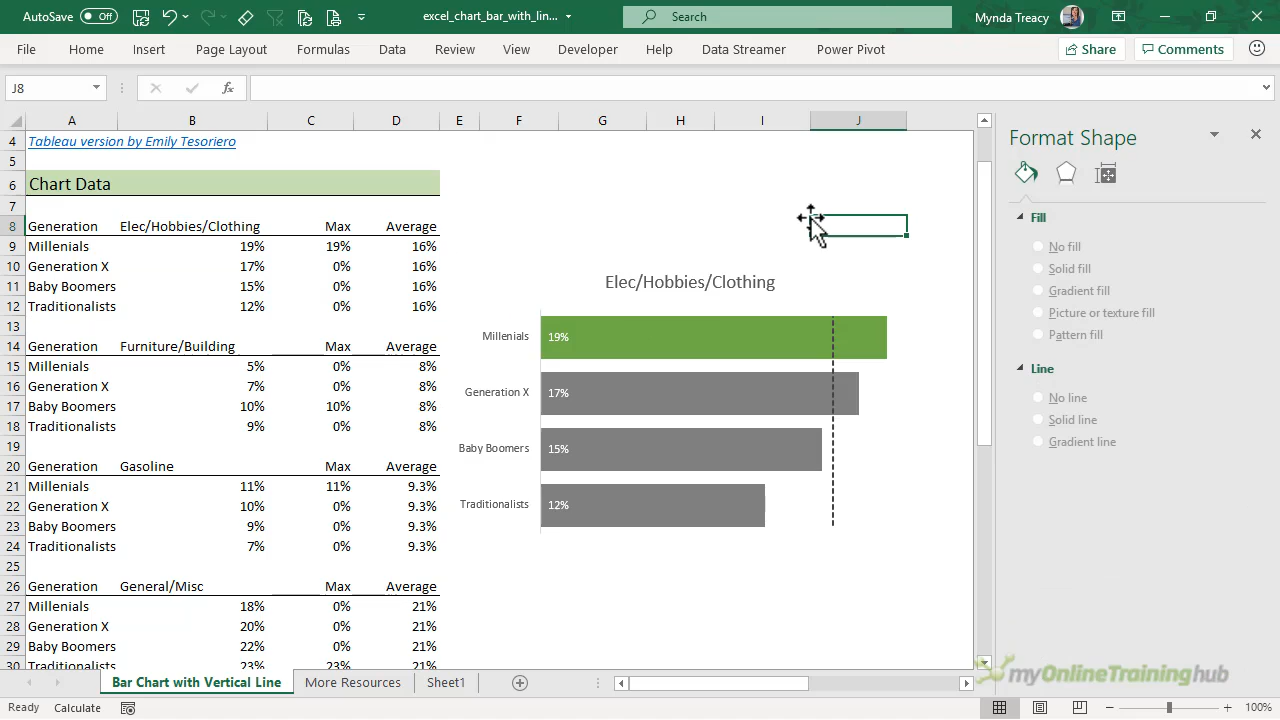 AutoSave Off excel_chart_bar_with_lin... Search Mynda Treacy
File Home Insert Page Layout Formulas Data Review View Developer Help Data Streamer Power Pivot Share Comments
J8 fx
A B C D E F G H I J
4 Tableau version by Emily Tesoriero
5
6 Chart Data
7
8 Generation Elec/Hobbies/Clothing Max Average
9 Millenials 19% 19% 16%
10 Generation X 17% 0% 16%
11 Baby Boomers 15% 0% 16%
12 Traditionalists 12% 0% 16%
13
14 Generation Furniture/Building Max Average
15 Millenials 5% 0% 8%
16 Generation X 7% 0% 8%
17 Baby Boomers 10% 10% 8%
18 Traditionalists 9% 0% 8%
19
20 Generation Gasoline Max Average
21 Millenials 11% 11% 9.3%
22 Generation X 10% 0% 9.3%
23 Baby Boomers 9% 0% 9.3%
24 Traditionalists 7% 0% 9.3%
25
26 Generation General/Misc Max Average
27 Millenials 18% 0% 21%
28 Generation X 20% 0% 21%
29 Baby Boomers 22% 0% 21%
30 Traditionalists 23% 23% 21%
Elec/Hobbies/Clothing
Millenials 19%
Generation X 17%
Baby Boomers 15%
Traditionalists 12%
Format Shape
Fill
No fill
Solid fill
Gradient fill
Picture or texture fill
Pattern fill
Line
No line
Solid line
Gradient line
myOnlineTraininghub
Bar Chart with Vertical Line More Resources Sheet1
Ready Calculate 100%